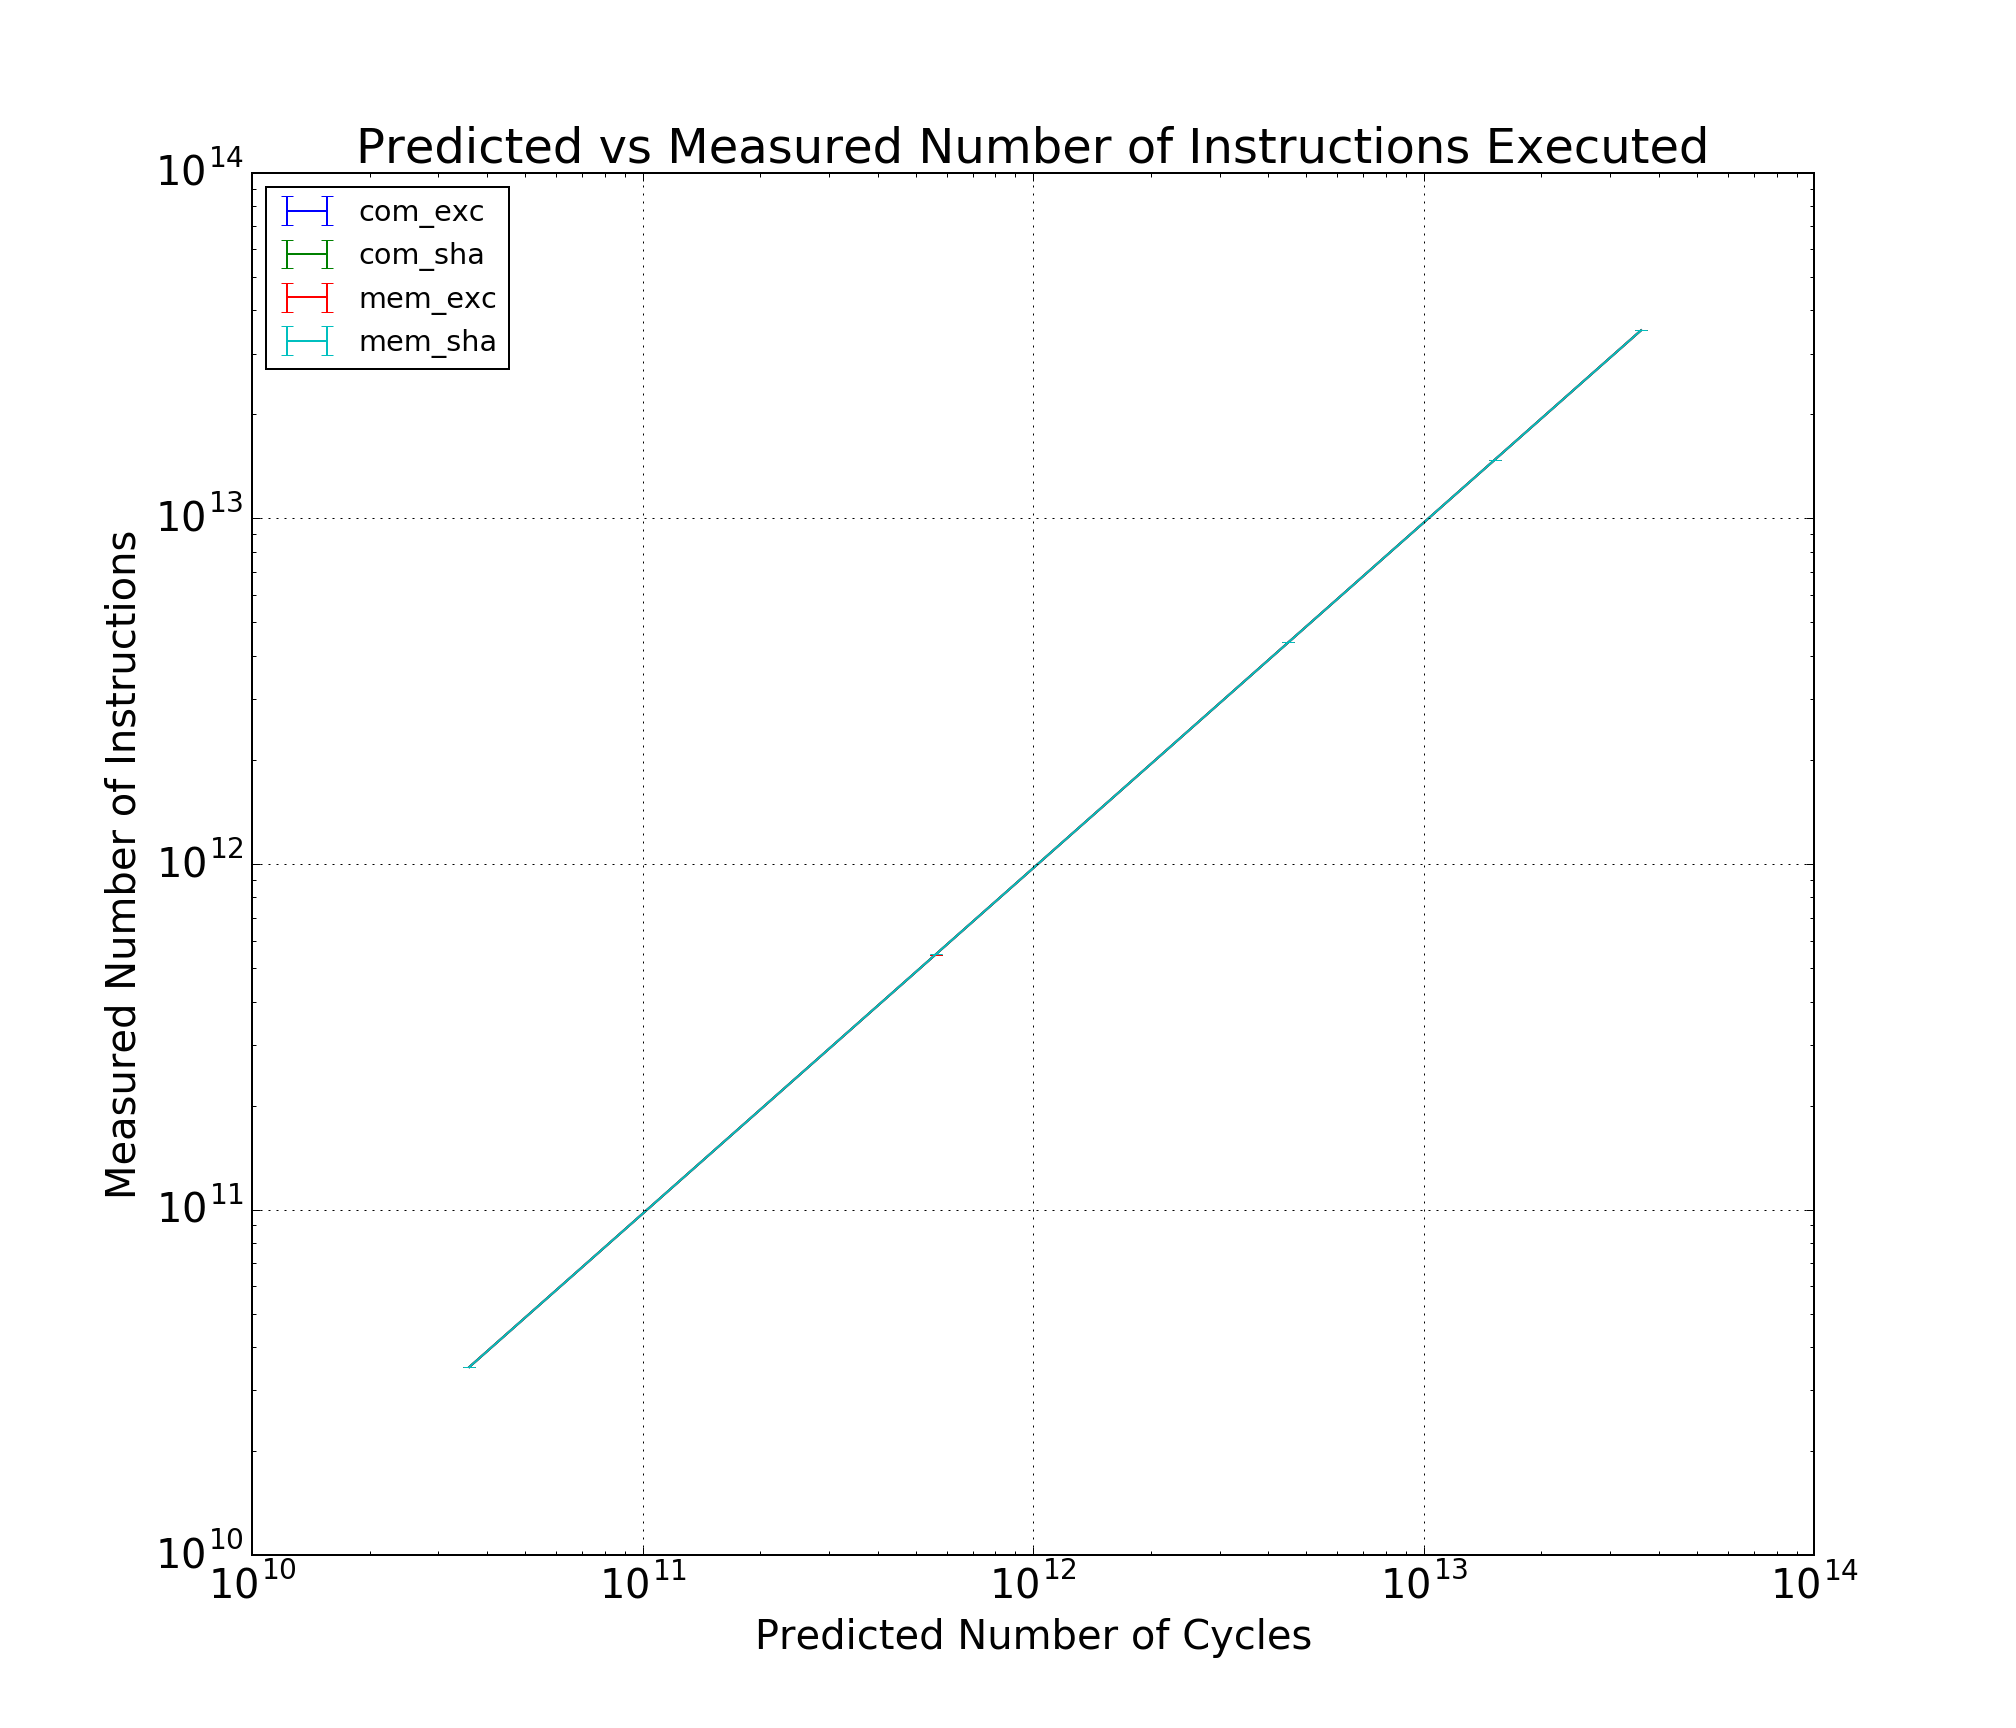 Predicted vs Measured Number of Instructions Executed
10^14
com_exc
com_sha
mem_exc
mem_sha
10^13
Measured Number of Instructions
10^12
10^11
10^10
10^10 10^11 10^12 10^13 10^14
Predicted Number of Cycles